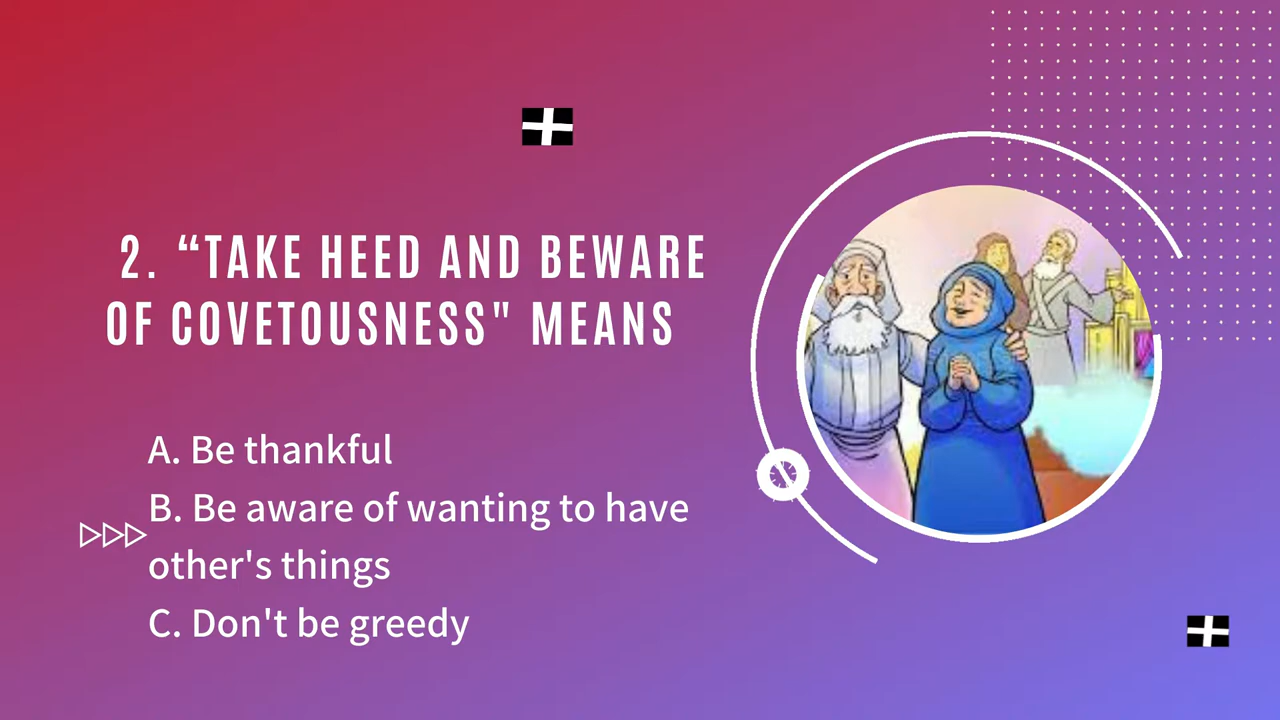 2. “TAKE HEED AND BEWARE
OF COVETOUSNESS" MEANS
A. Be thankful
B. Be aware of wanting to have
other's things
C. Don't be greedy